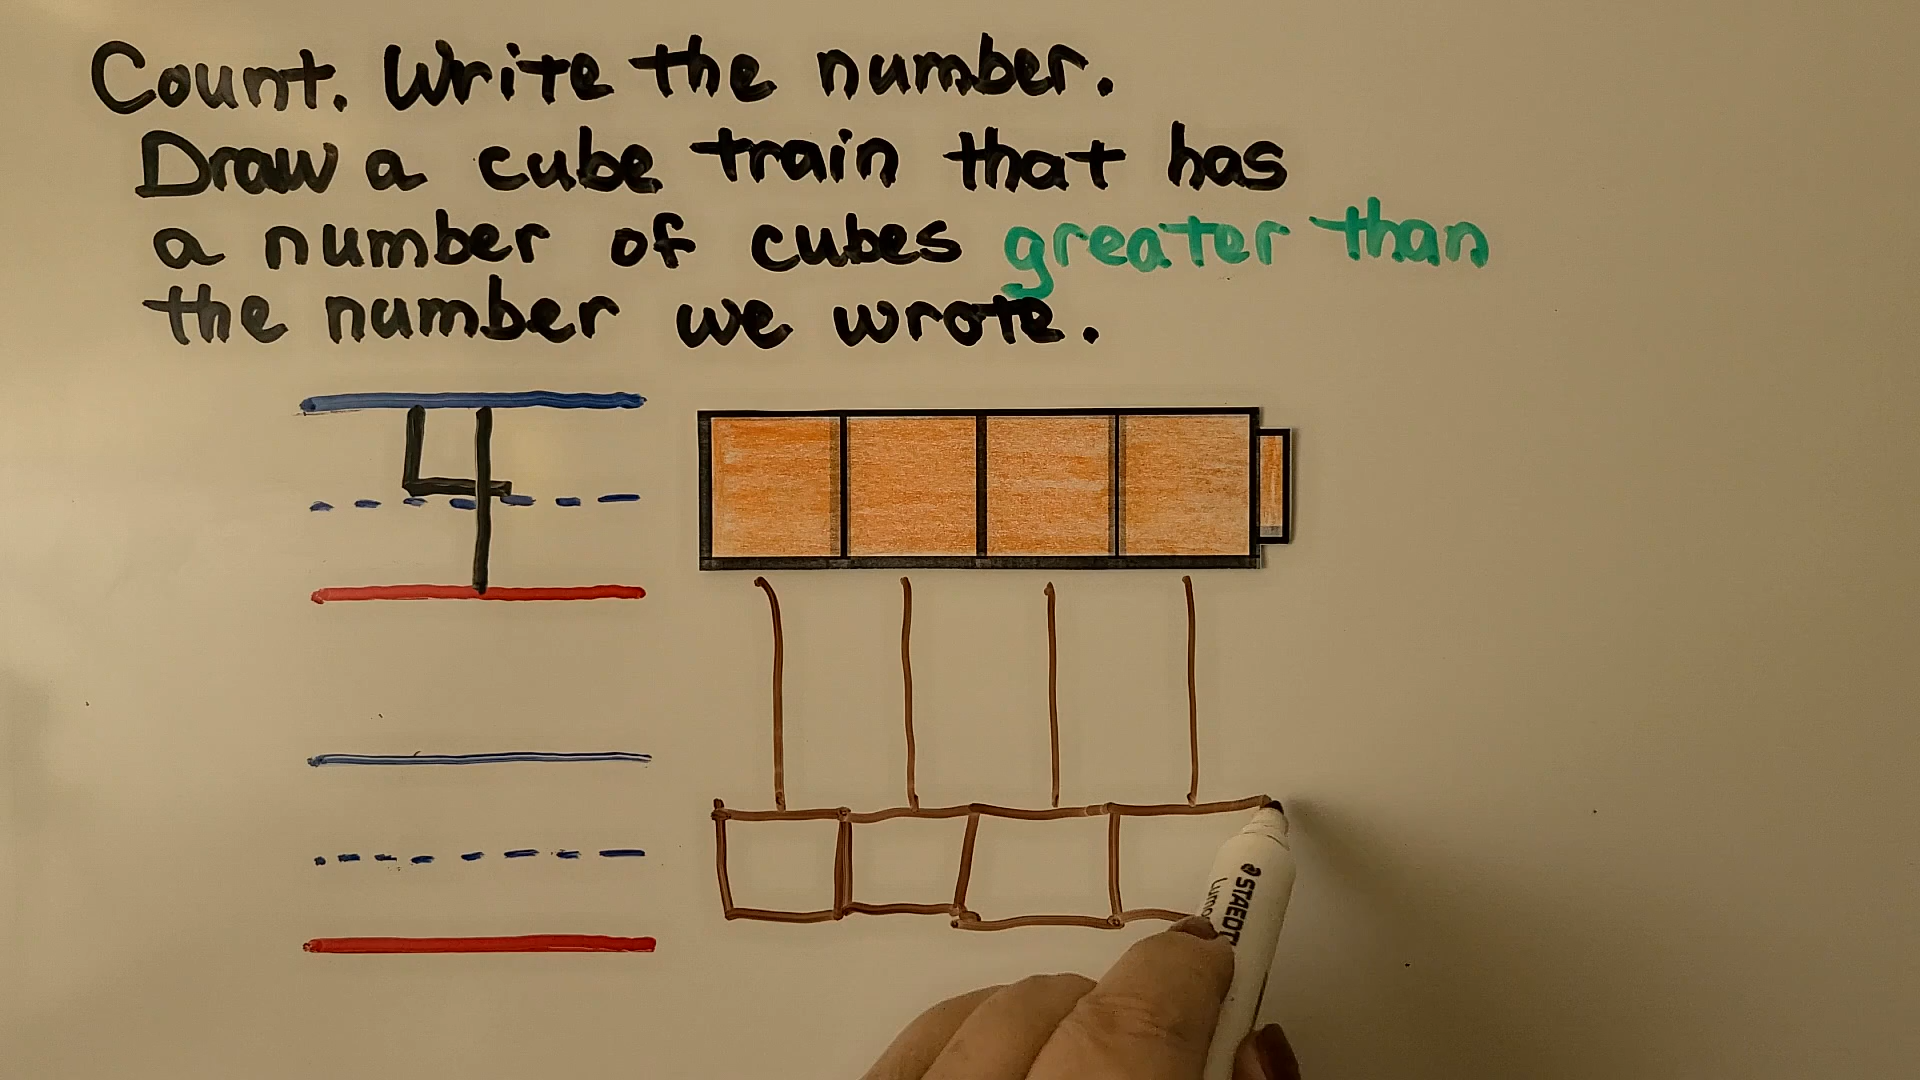 Count. Write the number.
Draw a cube train that has
a number of cubes greater than
the number we wrote.
4